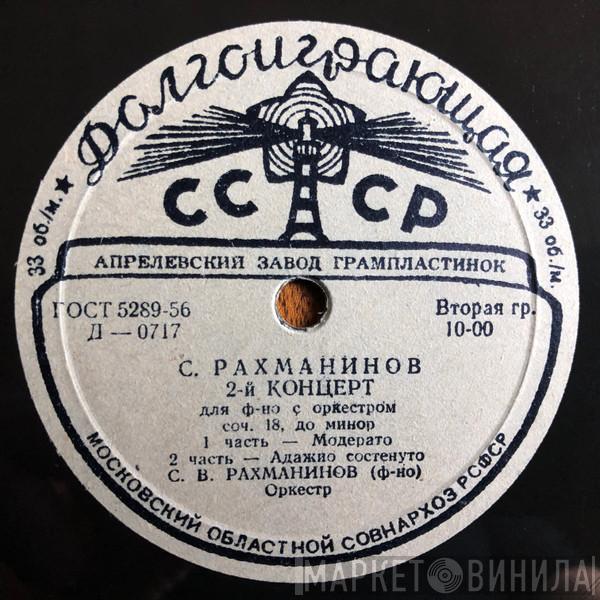 Долгоиграющая
33 об./м. ★ ★ 33 об./м.
СССР
АПРЕЛЕВСКИЙ ЗАВОД ГРАМПЛАСТИНОК
ГОСТ 5289-56
Д — 0717
Вторая гр.
10-00
С. РАХМАНИНОВ
2-й КОНЦЕРТ
для ф-но с оркестром
соч. 18, до минор
1 часть — Модерато
2 часть — Адажио состенуто
С. В. РАХМАНИНОВ (ф-но)
Оркестр
МОСКОВСКИЙ ОБЛАСТНОЙ СОВНАРХОЗ РСФСР
МАРКЕТ ВИНИЛА